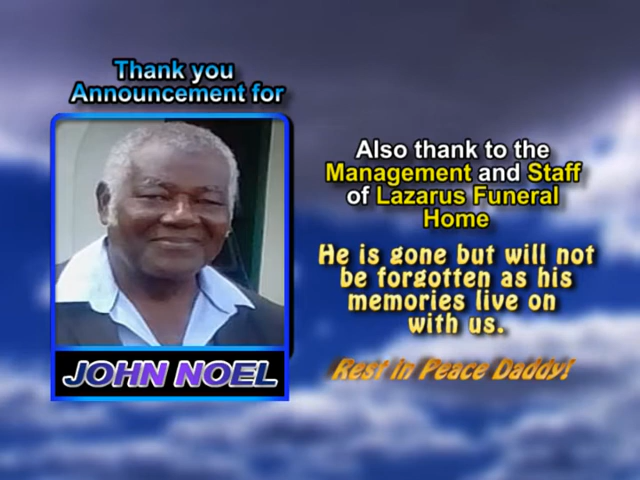 Thank you
Announcement for
JOHN NOEL
Also thank to the
Management and Staff
of Lazarus Funeral
Home
He is gone but will not
be forgotten as his
memories live on
with us.
Rest in Peace Daddy!